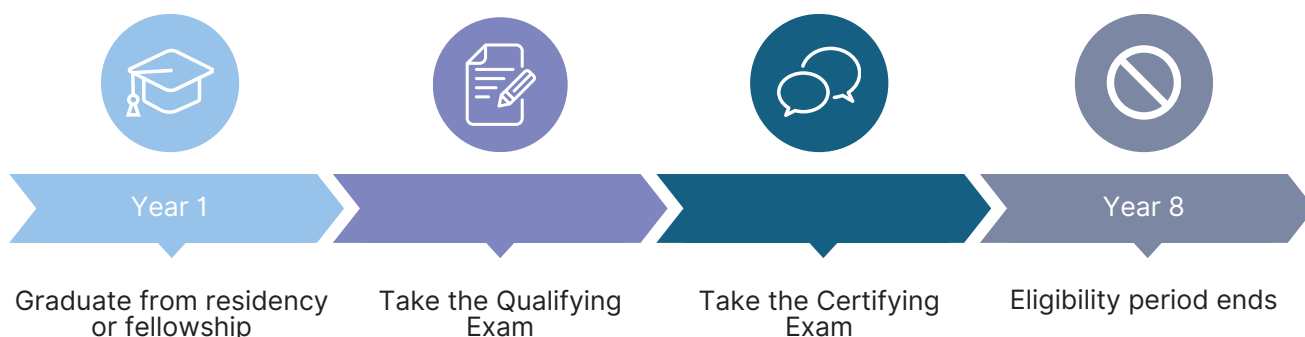 Year 1
Year 8
Graduate from residency
or fellowship
Take the Qualifying
Exam
Take the Certifying
Exam
Eligibility period ends